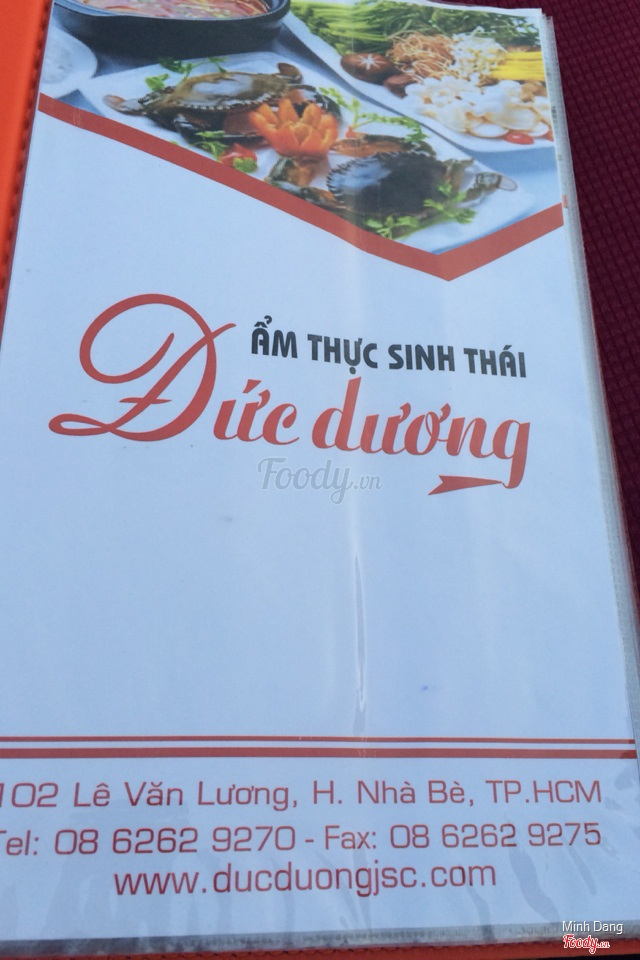 ẨM THỰC SINH THÁI
Đức dương
Foody.vn
102 Lê Văn Lương, H. Nhà Bè, TP.HCM
Tel: 08 6262 9270 - Fax: 08 6262 9275
www.ducduongjsc.com
Minh Dang
Foody.vn